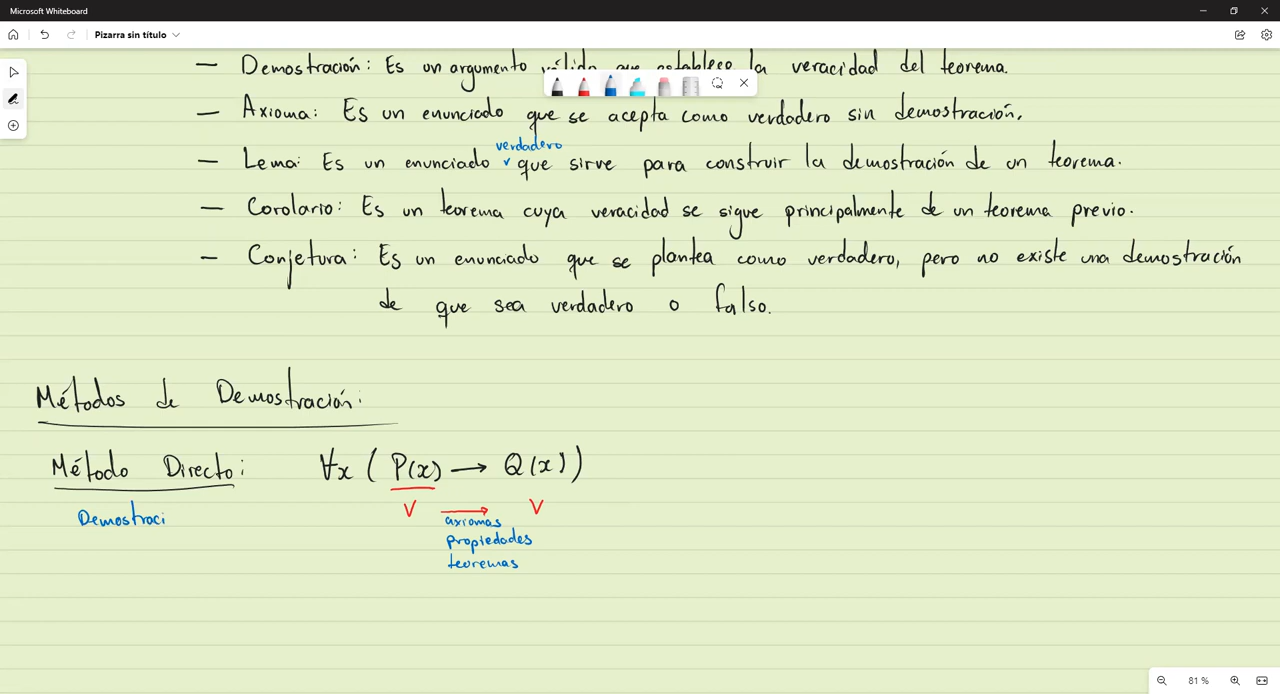 Microsoft Whiteboard
Pizarra sin título
– Demostración: Es un argumento válido que establece la veracidad del teorema.
– Axioma: Es un enunciado que se acepta como verdadero sin demostración.
verdadero
– Lema: Es un enunciado ˅ que sirve para construir la demostración de un teorema.
– Corolario: Es un teorema cuya veracidad se sigue principalmente de un teorema previo.
– Conjetura: Es un enunciado que se plantea como verdadero, pero no existe una demostración
de que sea verdadero o falso.
Métodos de Demostración:
Método Directo: ∀x ( P(x) → Q(x) )
V → V
Demostraci
axiomas
propiedades
teoremas
81 %